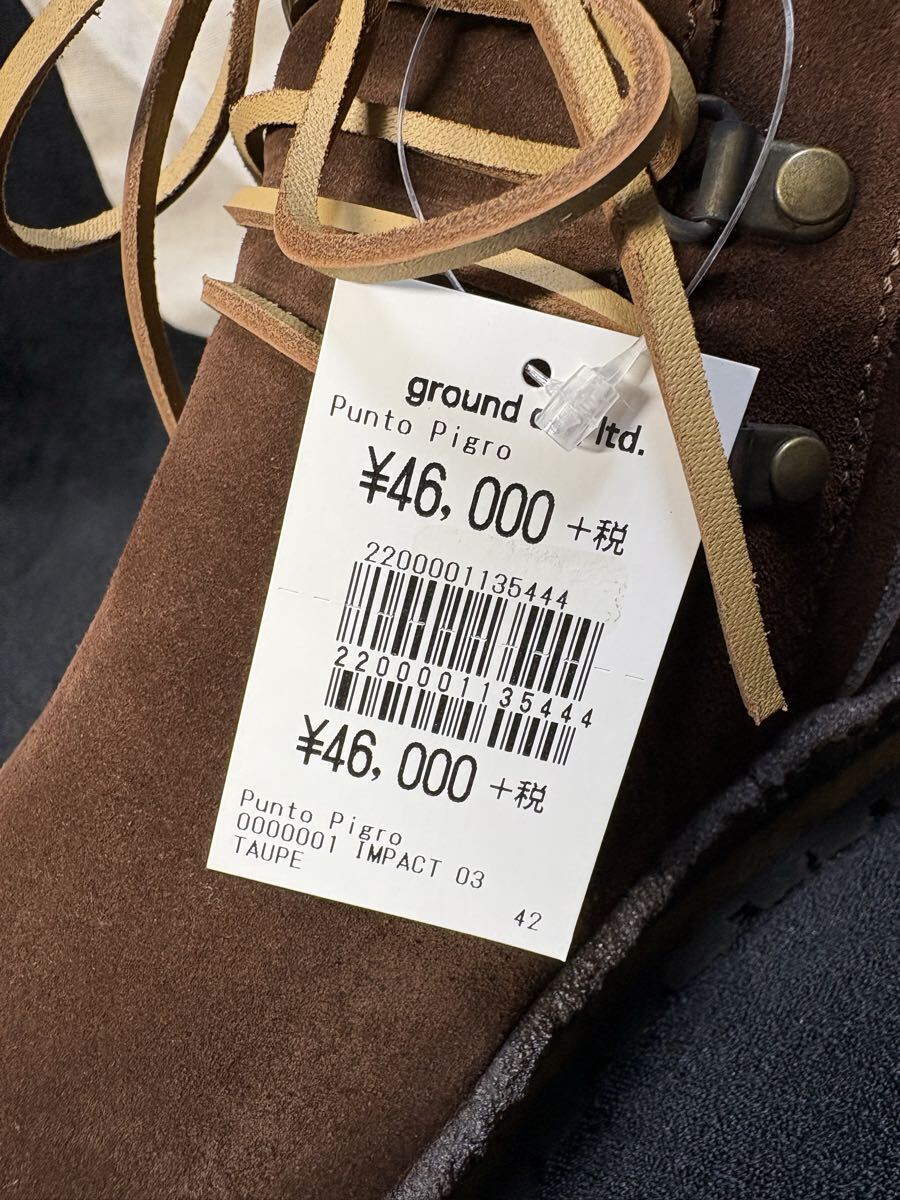 ground ltd.
Punto Pigro
¥46,000 +税
2200001135444
2200001135444
¥46,000 +税
Punto Pigro
0000001 IMPACT 03
TAUPE
42